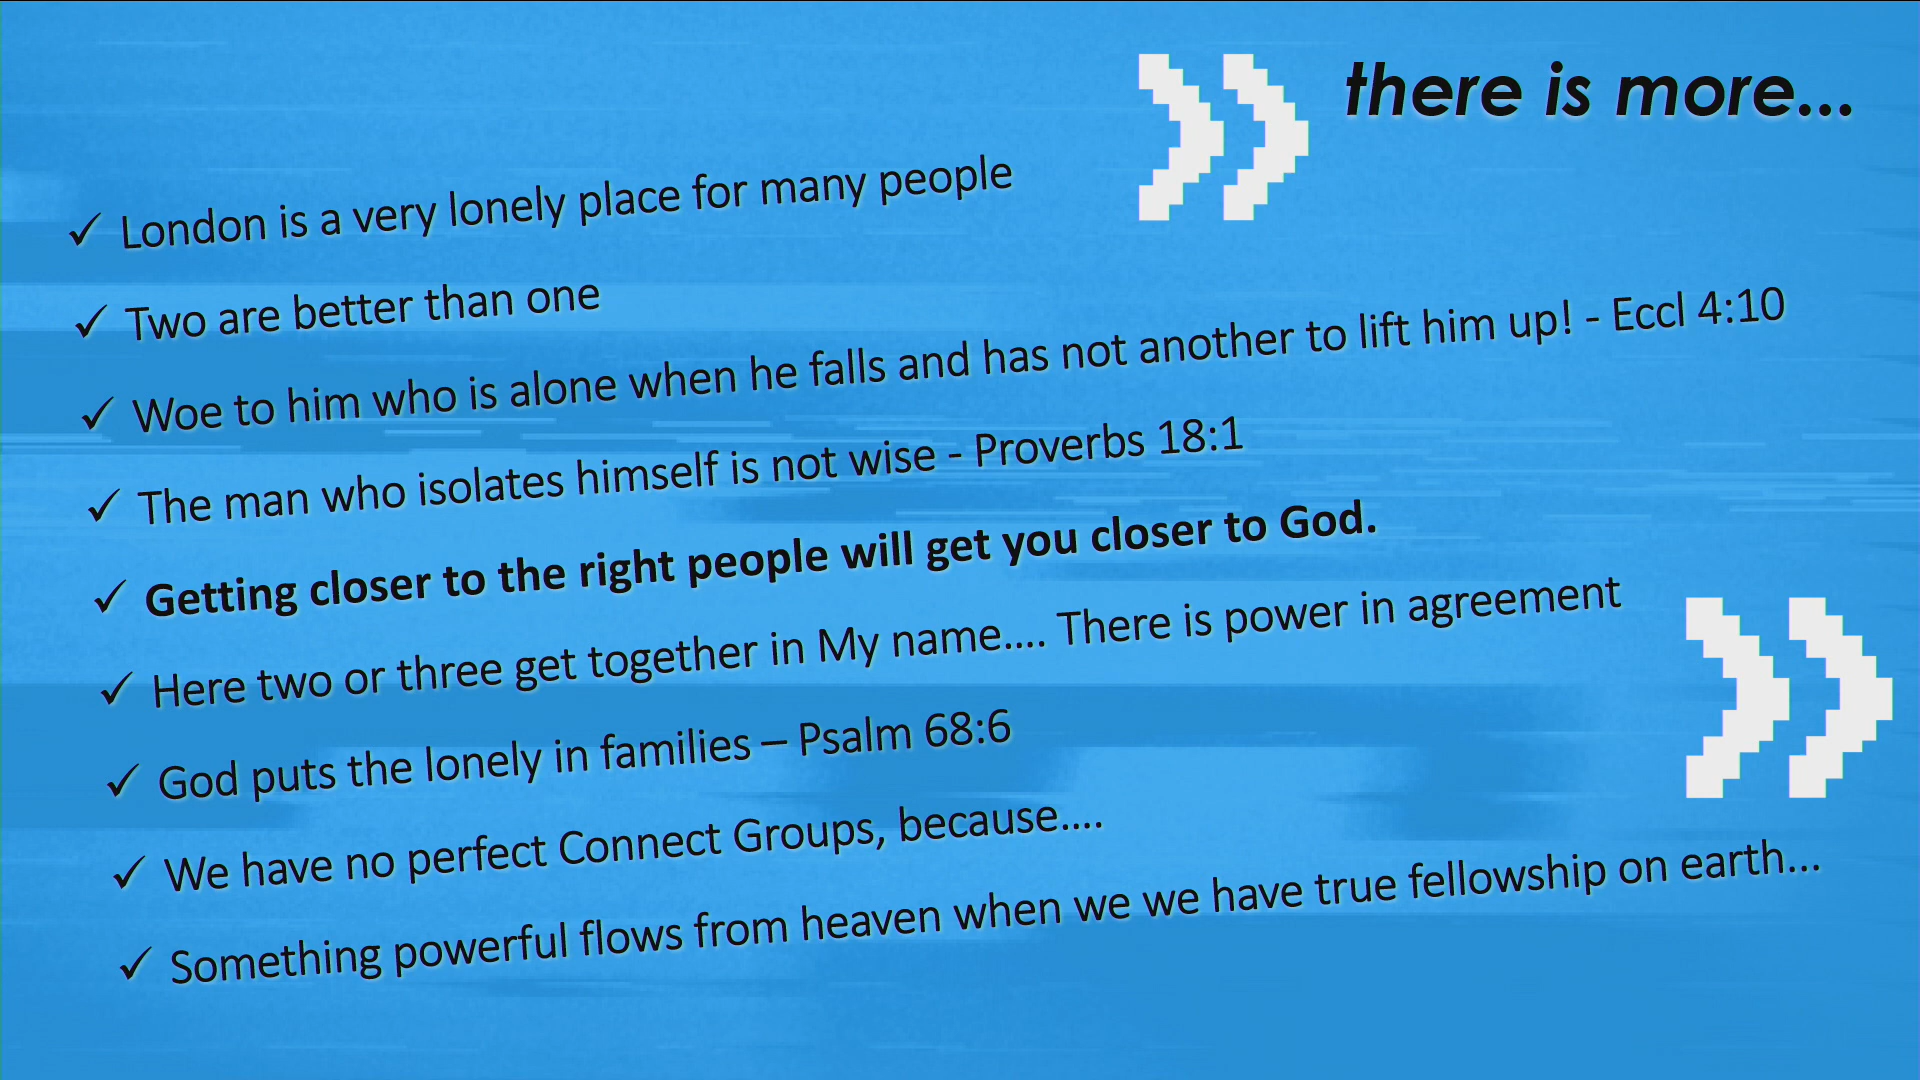 there is more...
✓ London is a very lonely place for many people
✓ Two are better than one
✓ Woe to him who is alone when he falls and has not another to lift him up! - Eccl 4:10
✓ The man who isolates himself is not wise - Proverbs 18:1
✓ Getting closer to the right people will get you closer to God.
✓ Here two or three get together in My name.... There is power in agreement
✓ God puts the lonely in families – Psalm 68:6
✓ We have no perfect Connect Groups, because....
✓ Something powerful flows from heaven when we we have true fellowship on earth...